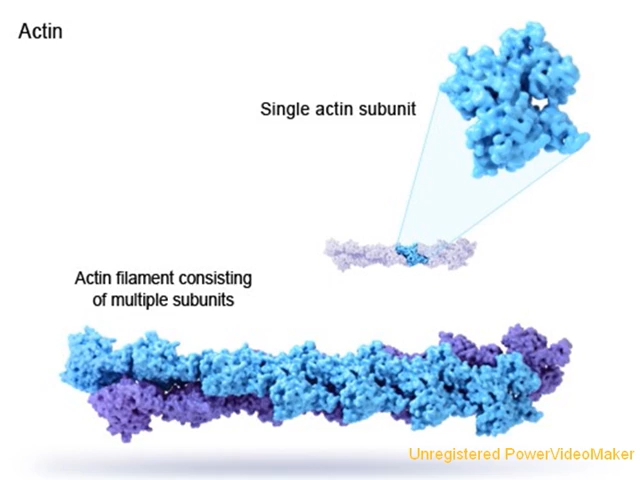 Actin
Single actin subunit
Actin filament consisting
of multiple subunits
Unregistered PowerVideoMaker